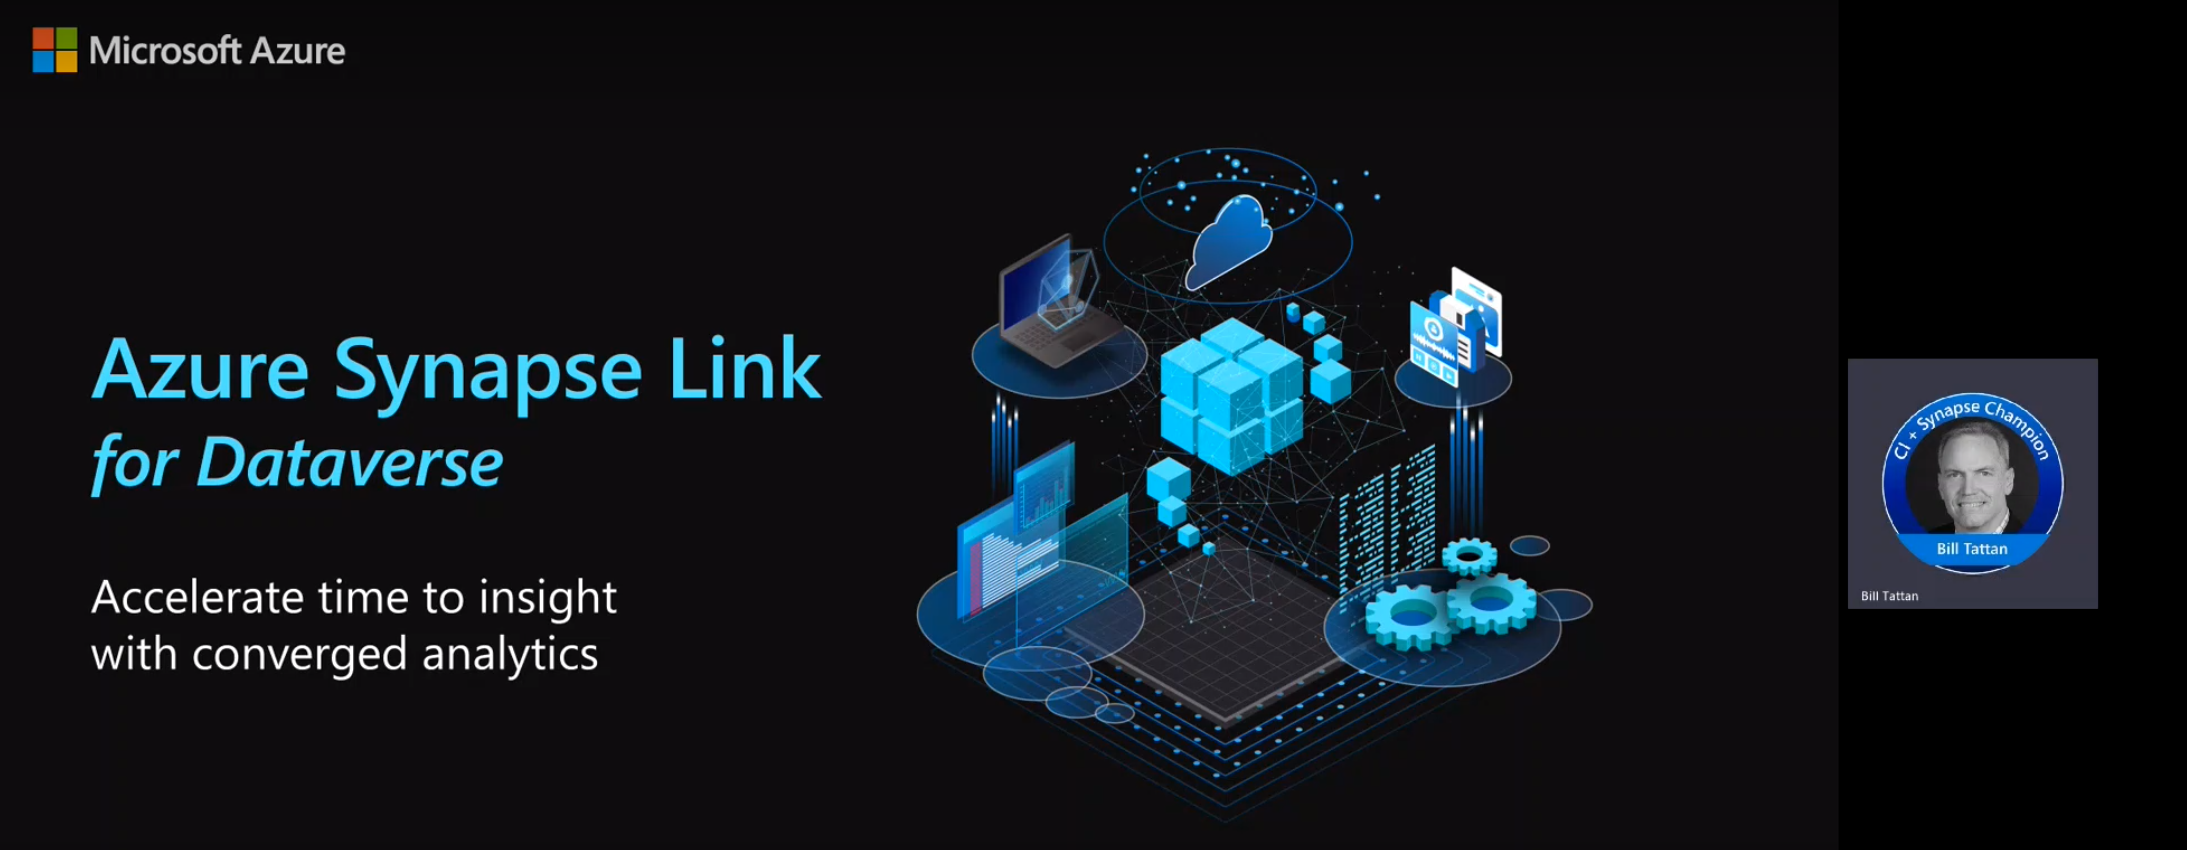 Microsoft Azure
Azure Synapse Link
for Dataverse
Accelerate time to insight
with converged analytics
CI + Synapse Champion
Bill Tattan
Bill Tattan